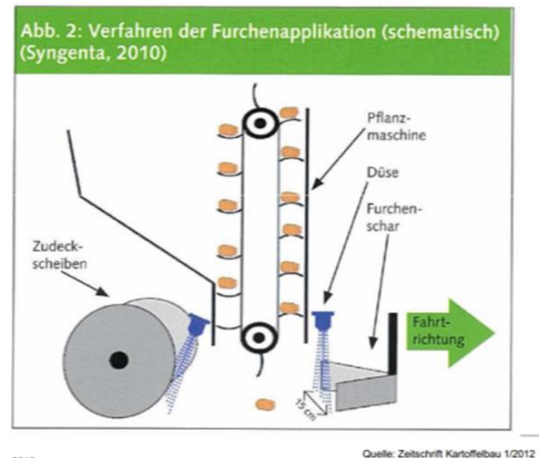 Abb. 2: Verfahren der Furchenapplikation (schematisch)
(Syngenta, 2010)
Pflanz-
maschine
Düse
Furchen-
schar
Zudeck-
scheiben
Fahrt-
richtung
15 cm
Quelle: Zeitschrift Kartoffelbau 1/2012